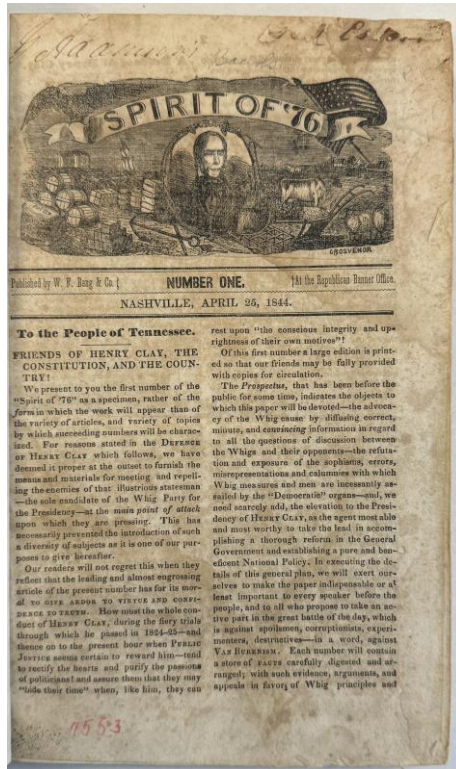 SPIRIT OF '76
GROSVENOR
Published by W. F. Bang & Co.
NUMBER ONE.
At the Republican Banner Office.
NASHVILLE, APRIL 25, 1844.
To the People of Tennessee.
FRIENDS OF HENRY CLAY, THE
CONSTITUTION, AND THE COUN-
TRY!
We present to you the first number of the
"Spirit of '76" as a specimen, rather of the
form in which the work will appear than of
the variety of articles, and variety of topics
by which succeeding numbers will be charac-
ized. For reasons stated in the DEFENCE
OF HENRY CLAY which follows, we have
deemed it proper at the outset to furnish the
means and materials for meeting and repell-
ing the enemies of that illustrious statesman
—the sole candidate of the Whig Party for
the Presidency—at the main point of attack
upon which they are pressing. This has
necessarily prevented the introduction of such
a diversity of subjects as it is one of our pur-
poses to give hereafter.
Our readers will not regret this when they
reflect that the leading and almost engrossing
article of the present number has for its mor-
al TO GIVE ARDOR TO VIRTUE AND CONFI-
DENCE TO TRUTH. How must the whole con-
duct of HENRY CLAY, during the fiery trials
through which he passed in 1824-25—and
thence on to the present hour when PUBLIC
JUSTICE seems certain to reward him—tend
to rectify the hearts and purify the passions
of politicians! and assure them that they may
"bide their time" when, like him, they can
rest upon "the conscious integrity and up-
rightness of their own motives"!
Of this first number a large edition is print-
ed so that our friends may be fully provided
with copies for circulation.
The Prospectus, that has been before the
public for some time, indicates the objects to
which this paper will be devoted—the advoca-
cy of the Whig cause by diffusing correct,
minute, and convincing information in regard
to all the questions of discussion between
the Whigs and their opponents—the refuta-
tion and exposure of the sophisms, errors,
misrepresentations and calumnies with which
Whig measures and men are incessantly as-
sailed by the "Democratic" organs—and, we
need scarcely add, the elevation to the Presi-
dency of HENRY CLAY, as the agent most able
and most worthy to take the lead in accom-
plishing a thorough reform in the General
Government and establishing a pure and ben-
eficent National Policy. In executing the de-
tails of this general plan, we will exert our-
selves to make the paper indispensable or at
least important to every speaker before the
people, and to all who propose to take an ac-
tive part in the great battle of the day, which
is against spoilsmen, corruptionists, experi-
menters, destructives—in a word, against
VAN BURENISM. Each number will contain
a store of FACTS carefully digested and ar-
ranged; with such evidence, arguments, and
appeals in favor of Whig principles and